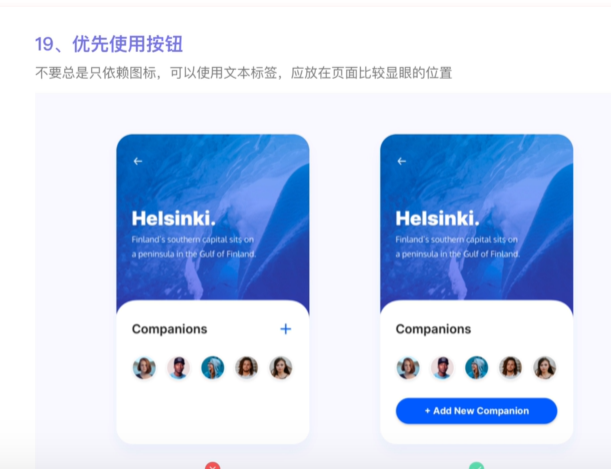 19、优先使用按钮
不要总是只依赖图标，可以使用文本标签，应放在页面比较显眼的位置
Helsinki.
Finland's southern capital sits on
a peninsula in the Gulf of Finland.
Companions +
Helsinki.
Finland's southern capital sits on
a peninsula in the Gulf of Finland.
Companions
+ Add New Companion